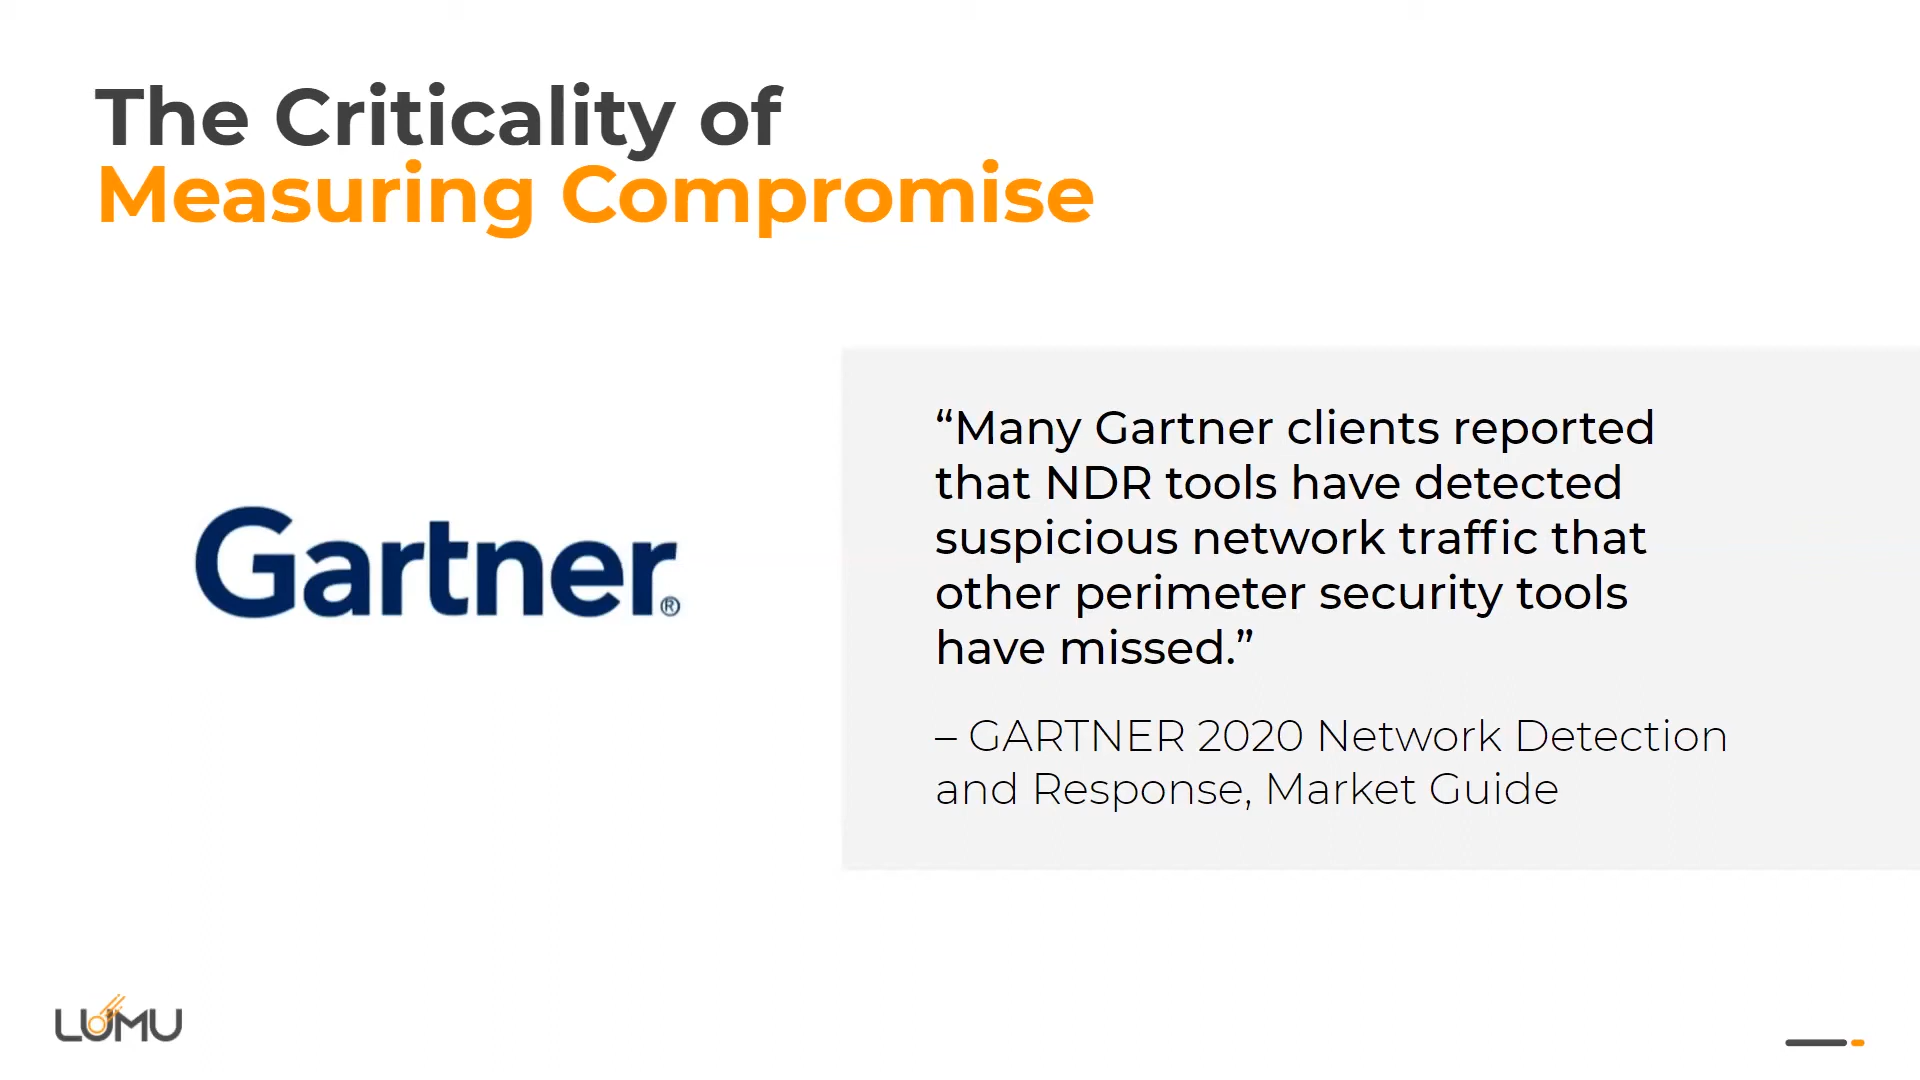 The Criticality of
Measuring Compromise
Gartner®
“Many Gartner clients reported
that NDR tools have detected
suspicious network traffic that
other perimeter security tools
have missed.”
– GARTNER 2020 Network Detection
and Response, Market Guide
LUMU